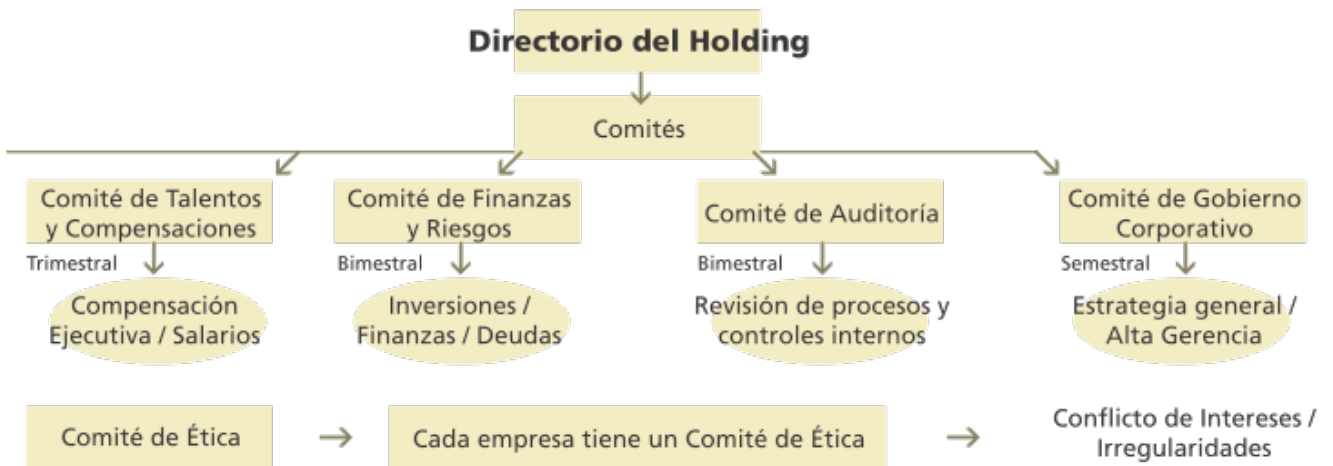 Directorio del Holding
Comités
Comité de Talentos
y Compensaciones
Comité de Finanzas
y Riesgos
Comité de Auditoría
Comité de Gobierno
Corporativo
Trimestral
Bimestral
Bimestral
Semestral
Compensación
Ejecutiva / Salarios
Inversiones /
Finanzas / Deudas
Revisión de procesos y
controles internos
Estrategia general /
Alta Gerencia
Comité de Ética
Cada empresa tiene un Comité de Ética
Conflicto de Intereses /
Irregularidades